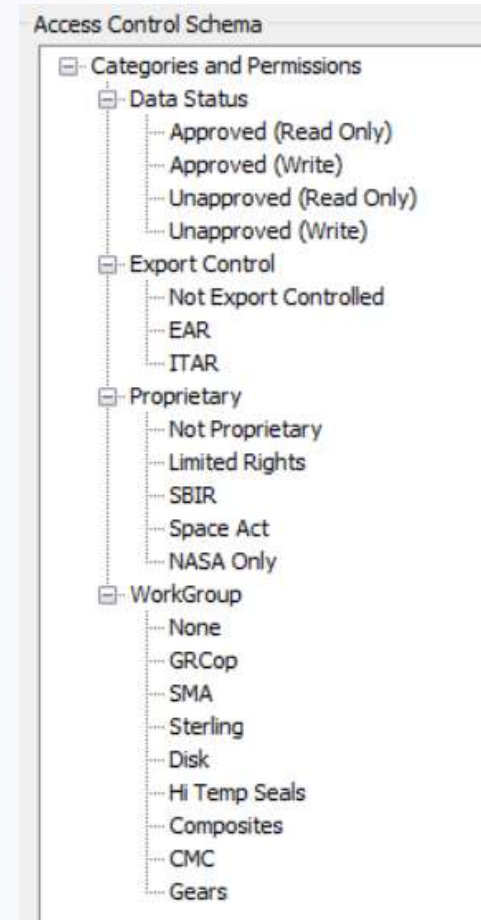 Access Control Schema
Categories and Permissions
Data Status
Approved (Read Only)
Approved (Write)
Unapproved (Read Only)
Unapproved (Write)
Export Control
Not Export Controlled
EAR
ITAR
Proprietary
Not Proprietary
Limited Rights
SBIR
Space Act
NASA Only
WorkGroup
None
GRCop
SMA
Sterling
Disk
Hi Temp Seals
Composites
CMC
Gears